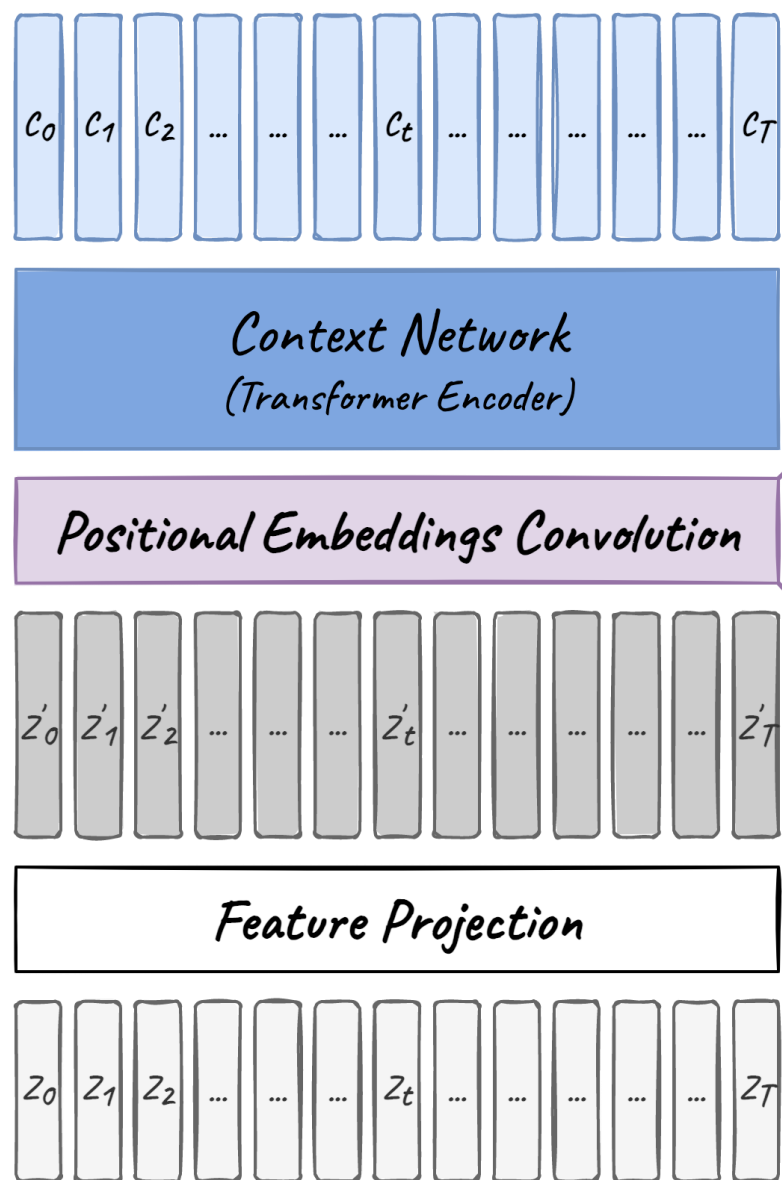 C0 C1 C2 ... ... ... Ct ... ... ... ... ... CT
Context Network
(Transformer Encoder)
Positional Embeddings Convolution
Z'0 Z'1 Z'2 ... ... ... Z't ... ... ... ... ... Z'T
Feature Projection
Z0 Z1 Z2 ... ... ... Zt ... ... ... ... ... ZT